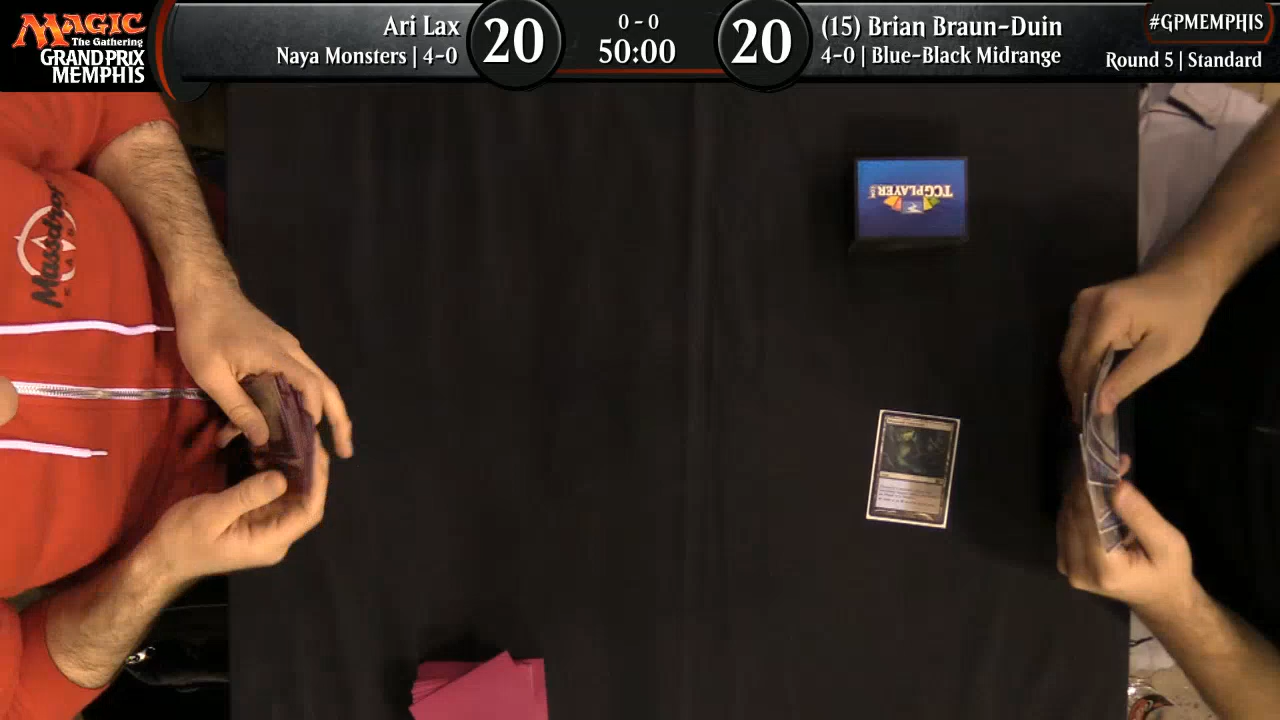 MAGIC
The Gathering
GRAND PRIX
MEMPHIS
Ari Lax
Naya Monsters | 4-0
20
0 - 0
50:00
20
(15) Brian Braun-Duin
4-0 | Blue-Black Midrange
#GPMEMPHIS
Round 5 | Standard
TCGPLAYER
Massdrop